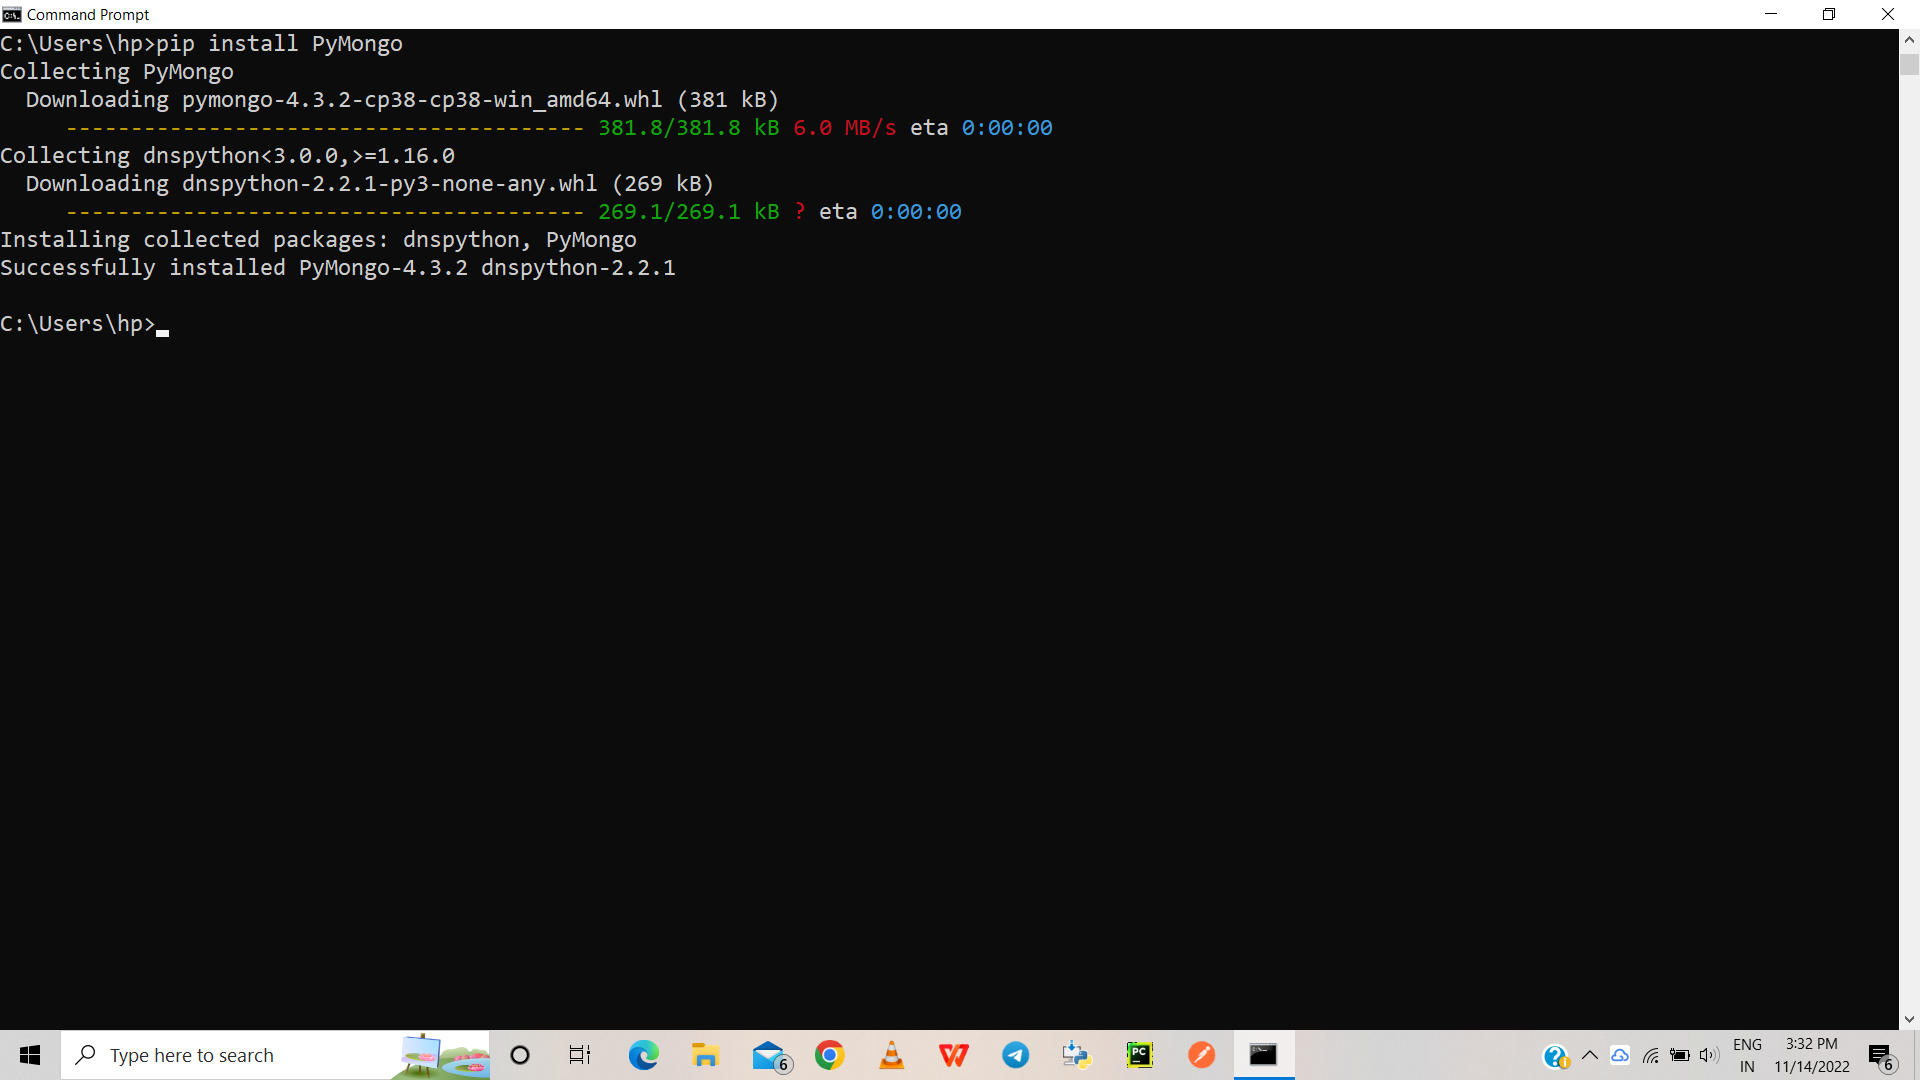 Command Prompt
C:\Users\hp>pip install PyMongo
Collecting PyMongo
  Downloading pymongo-4.3.2-cp38-cp38-win_amd64.whl (381 kB)
     ---------------------------------------- 381.8/381.8 kB 6.0 MB/s eta 0:00:00
Collecting dnspython<3.0.0,>=1.16.0
  Downloading dnspython-2.2.1-py3-none-any.whl (269 kB)
     ---------------------------------------- 269.1/269.1 kB ? eta 0:00:00
Installing collected packages: dnspython, PyMongo
Successfully installed PyMongo-4.3.2 dnspython-2.2.1
C:\Users\hp>
Type here to search
6
PC
ENG
IN
3:32 PM
11/14/2022
6